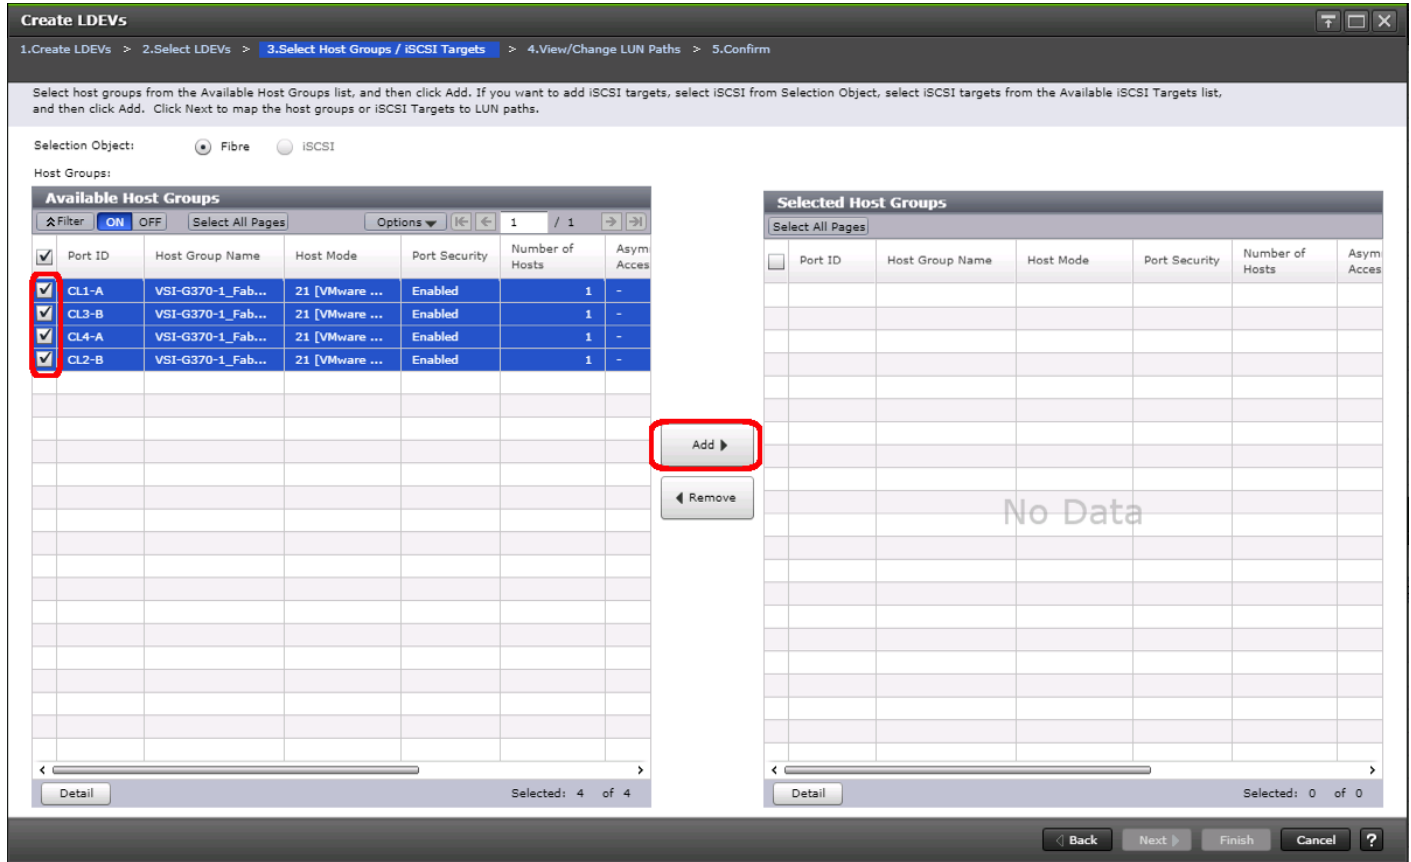 Create LDEVs
1.Create LDEVs > 2.Select LDEVs > 3.Select Host Groups / iSCSI Targets > 4.View/Change LUN Paths > 5.Confirm
Select host groups from the Available Host Groups list, and then click Add. If you want to add iSCSI targets, select iSCSI from Selection Object, select iSCSI targets from the Available iSCSI Targets list,
and then click Add. Click Next to map the host groups or iSCSI Targets to LUN paths.
Selection Object: Fibre iSCSI
Host Groups:
Available Host Groups
Filter ON OFF Select All Pages Options 1 / 1
Port ID Host Group Name Host Mode Port Security Number of Hosts Asym Acces
CL1-A VSI-G370-1_Fab... 21 [VMware ... Enabled 1 -
CL3-B VSI-G370-1_Fab... 21 [VMware ... Enabled 1 -
CL4-A VSI-G370-1_Fab... 21 [VMware ... Enabled 1 -
CL2-B VSI-G370-1_Fab... 21 [VMware ... Enabled 1 -
Detail Selected: 4 of 4
Add
Remove
Selected Host Groups
Select All Pages
Port ID Host Group Name Host Mode Port Security Number of Hosts Asym Acces
No Data
Detail Selected: 0 of 0
Back Next Finish Cancel ?